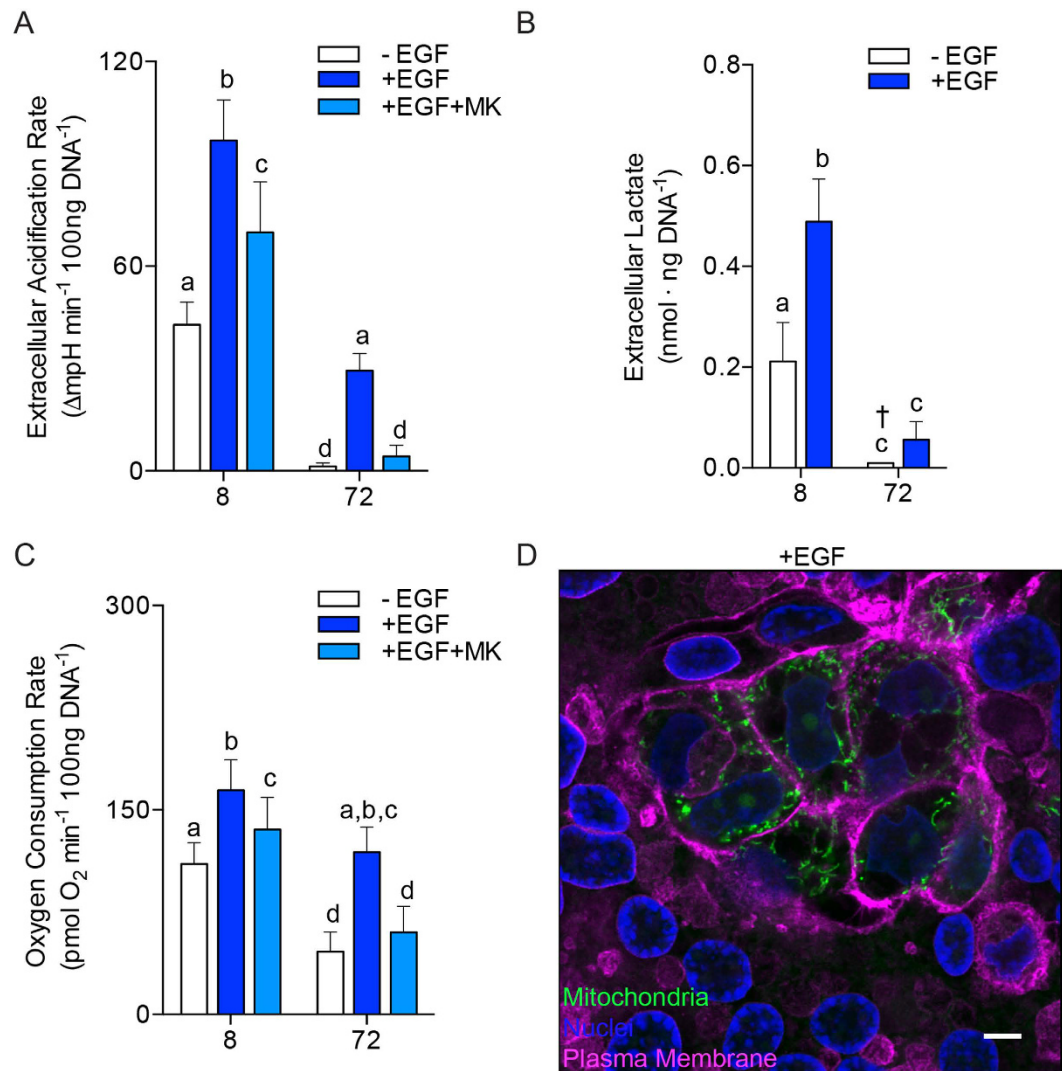 A
- EGF
+EGF
+EGF+MK
Extracellular Acidification Rate
(ΔmpH min⁻¹ 100ng DNA⁻¹)
120
60
0
a
b
c
d
a
d
8
72
B
- EGF
+EGF
Extracellular Lactate
(nmol · ng DNA⁻¹)
0.8
0.6
0.4
0.2
0.0
a
b
†
c
c
8
72
C
- EGF
+EGF
+EGF+MK
Oxygen Consumption Rate
(pmol O₂ min⁻¹ 100ng DNA⁻¹)
300
150
0
a
b
c
d
a,b,c
d
8
72
D
+EGF
Mitochondria
Nuclei
Plasma Membrane